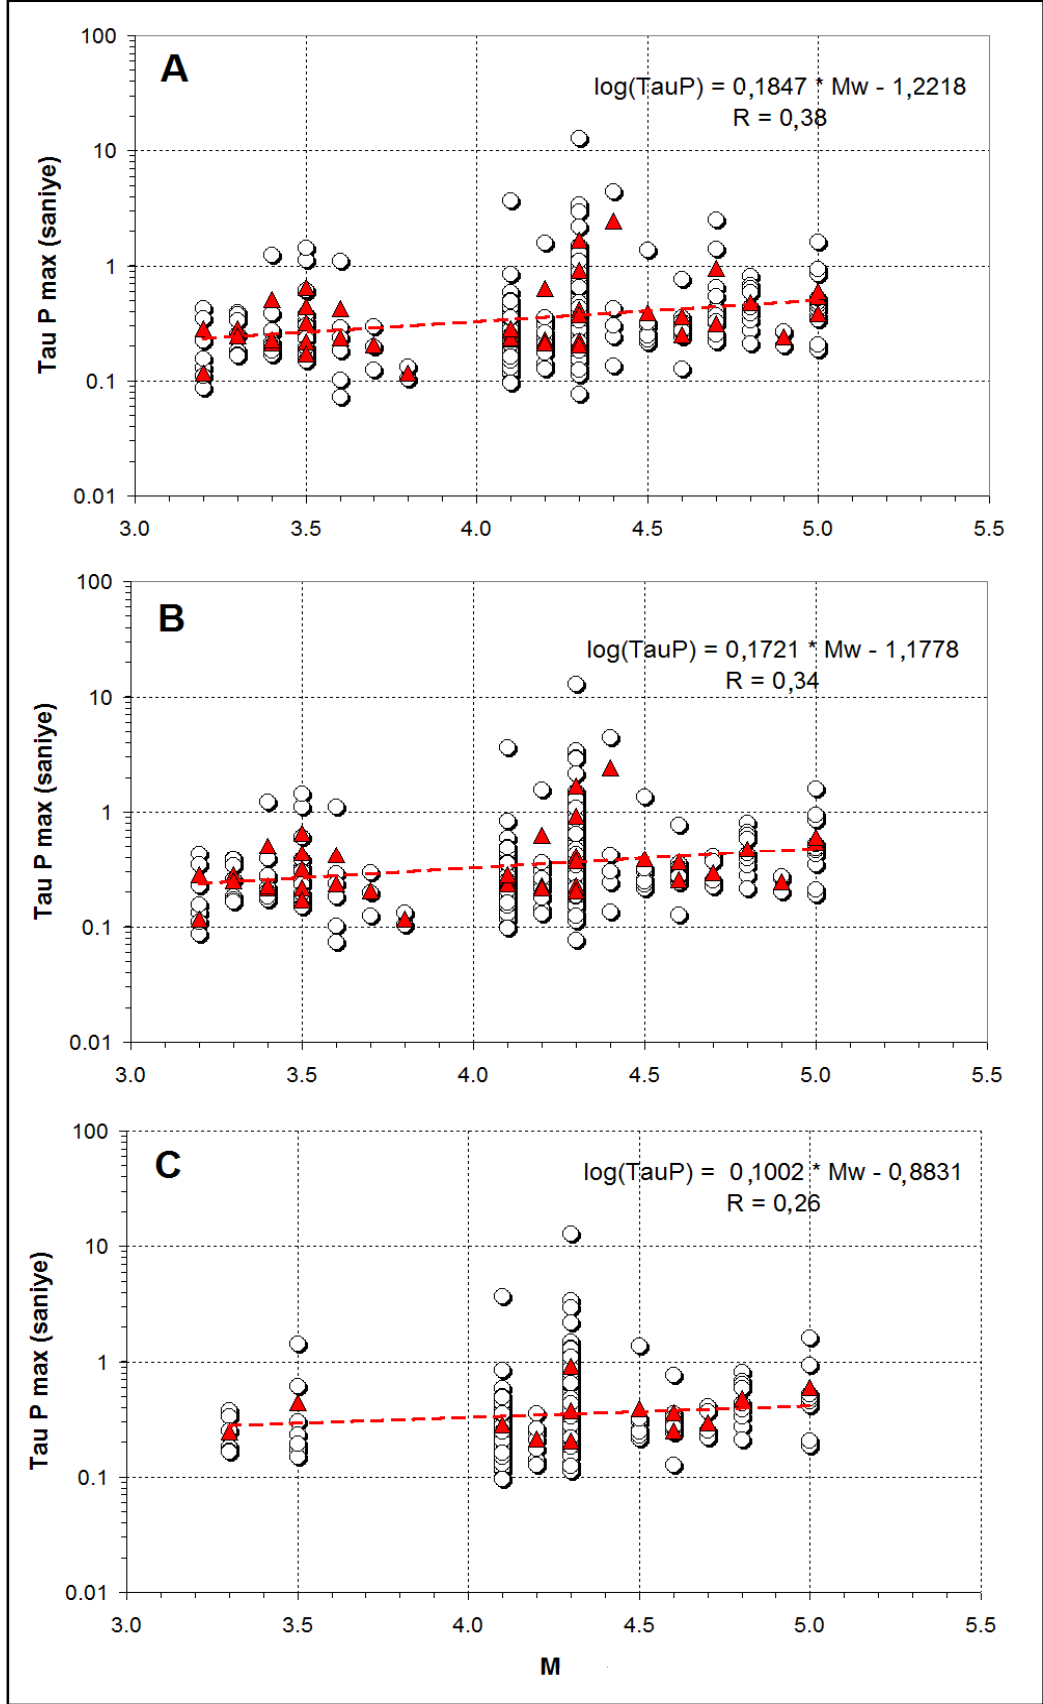 A
log(TauP) = 0,1847 * Mw - 1,2218
R = 0,38
Tau P max (saniye)
100
10
1
0.1
0.01
3.0 3.5 4.0 4.5 5.0 5.5
B
log(TauP) = 0,1721 * Mw - 1,1778
R = 0,34
Tau P max (saniye)
100
10
1
0.1
0.01
3.0 3.5 4.0 4.5 5.0 5.5
C
log(TauP) = 0,1002 * Mw - 0,8831
R = 0,26
Tau P max (saniye)
100
10
1
0.1
0.01
3.0 3.5 4.0 4.5 5.0 5.5
M